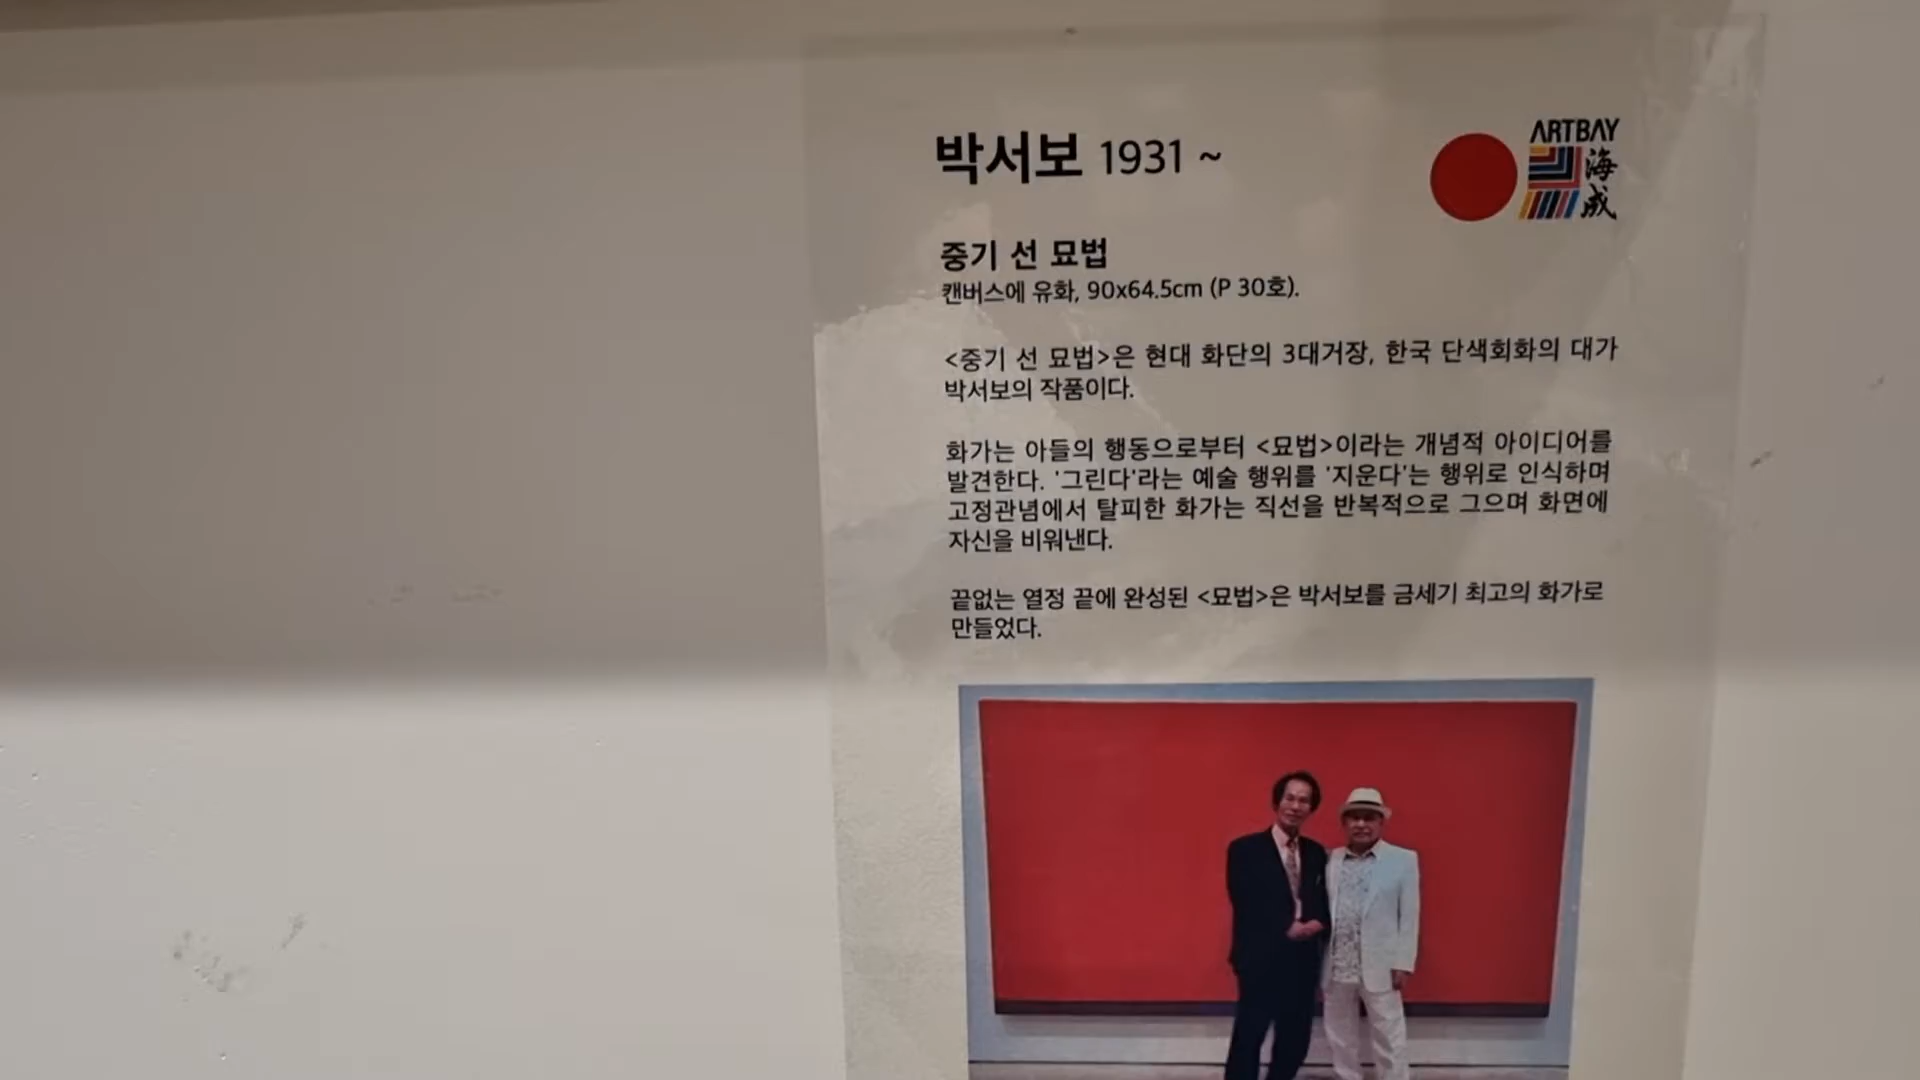 박서보 1931 ~
ARTBAY
海
成
중기 선 묘법
캔버스에 유화, 90x64.5cm (P 30호).
<중기 선 묘법>은 현대 화단의 3대거장, 한국 단색회화의 대가
박서보의 작품이다.
화가는 아들의 행동으로부터 <묘법>이라는 개념적 아이디어를
발견한다. '그린다'라는 예술 행위를 '지운다'는 행위로 인식하며
고정관념에서 탈피한 화가는 직선을 반복적으로 그으며 화면에
자신을 비워낸다.
끝없는 열정 끝에 완성된 <묘법>은 박서보를 금세기 최고의 화가로
만들었다.